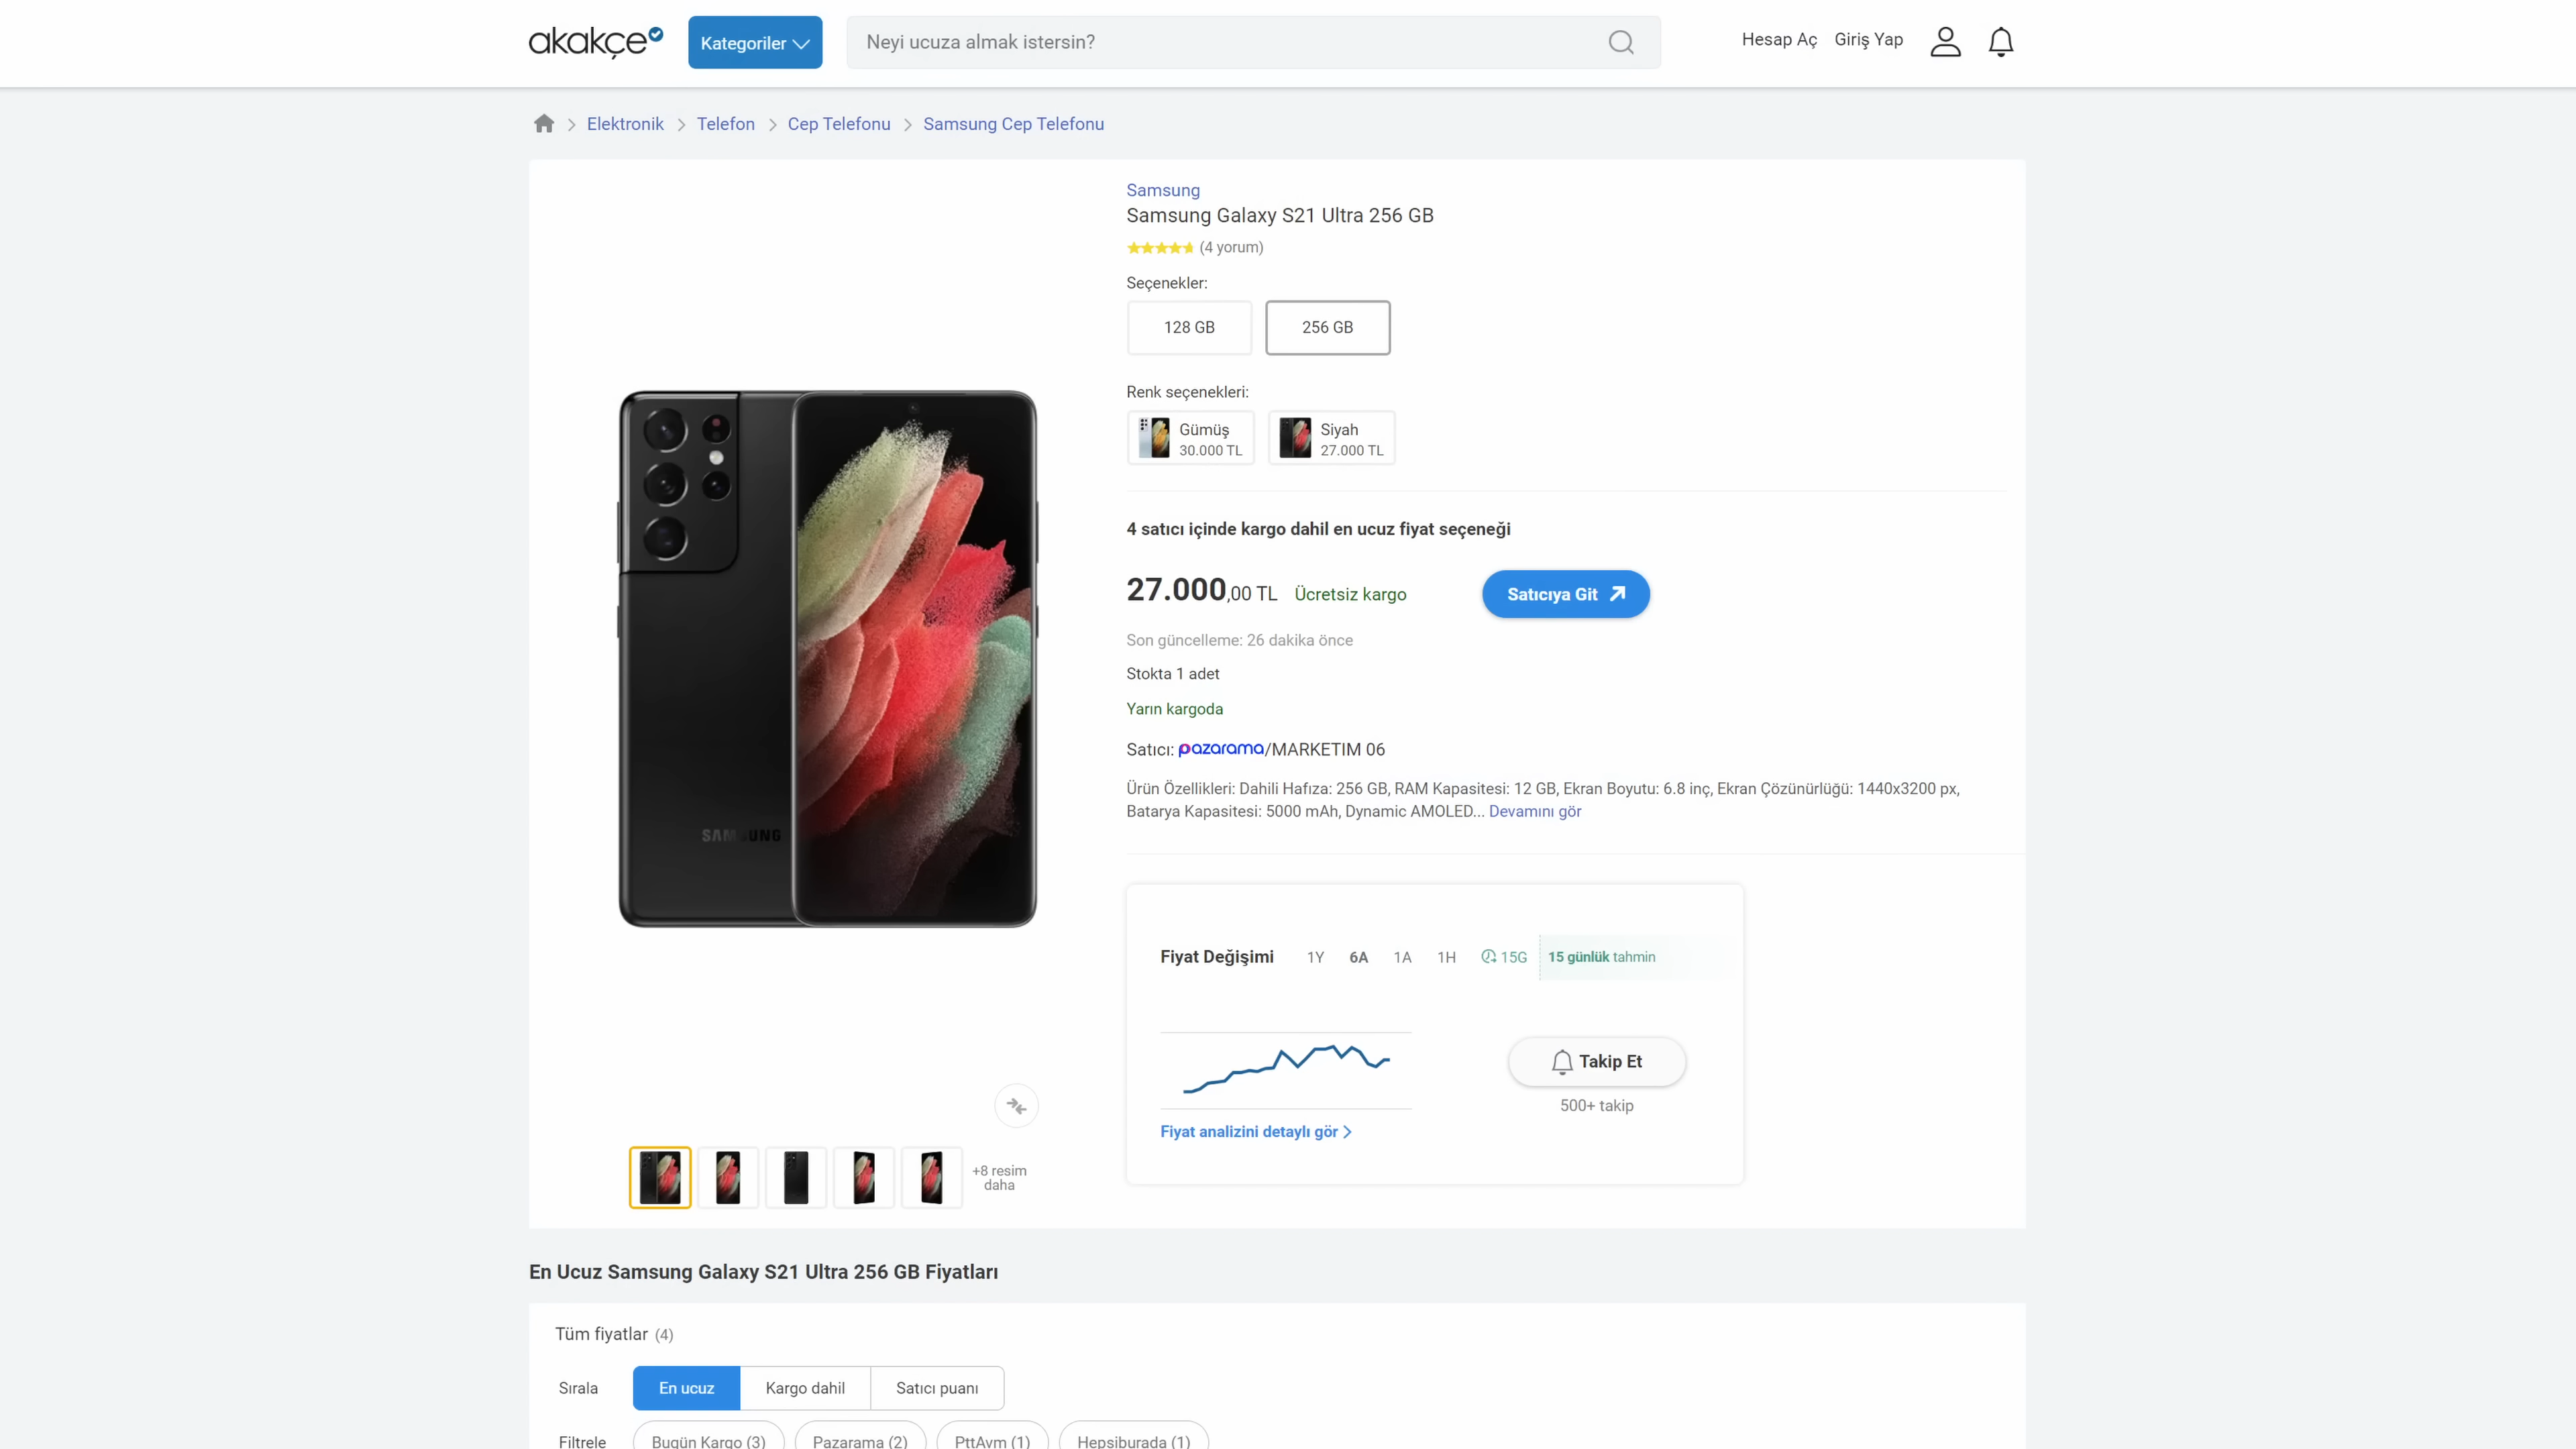 akakçe
Kategoriler
Neyi ucuza almak istersin?
Hesap Aç
Giriş Yap
Elektronik
Telefon
Cep Telefonu
Samsung Cep Telefonu
Samsung
Samsung Galaxy S21 Ultra 256 GB
(4 yorum)
Seçenekler:
128 GB
256 GB
Renk seçenekleri:
Gümüş
30.000 TL
Siyah
27.000 TL
4 satıcı içinde kargo dahil en ucuz fiyat seçeneği
27.000,00 TL Ücretsiz kargo
Satıcıya Git
Son güncelleme: 26 dakika önce
Stokta 1 adet
Yarın kargoda
Satıcı: pazarama/MARKETIM 06
Ürün Özellikleri: Dahili Hafıza: 256 GB, RAM Kapasitesi: 12 GB, Ekran Boyutu: 6.8 inç, Ekran Çözünürlüğü: 1440x3200 px,
Batarya Kapasitesi: 5000 mAh, Dynamic AMOLED... Devamını gör
SAMSUNG
Fiyat Değişimi 1Y 6A 1A 1H 15G 15 günlük tahmin
Takip Et
500+ takip
Fiyat analizini detaylı gör
+8 resim
daha
En Ucuz Samsung Galaxy S21 Ultra 256 GB Fiyatları
Tüm fiyatlar (4)
Sırala En ucuz Kargo dahil Satıcı puanı
Filtrele Bugün Kargo (3) Pazarama (2) PttAvm (1) Hepsiburada (1)